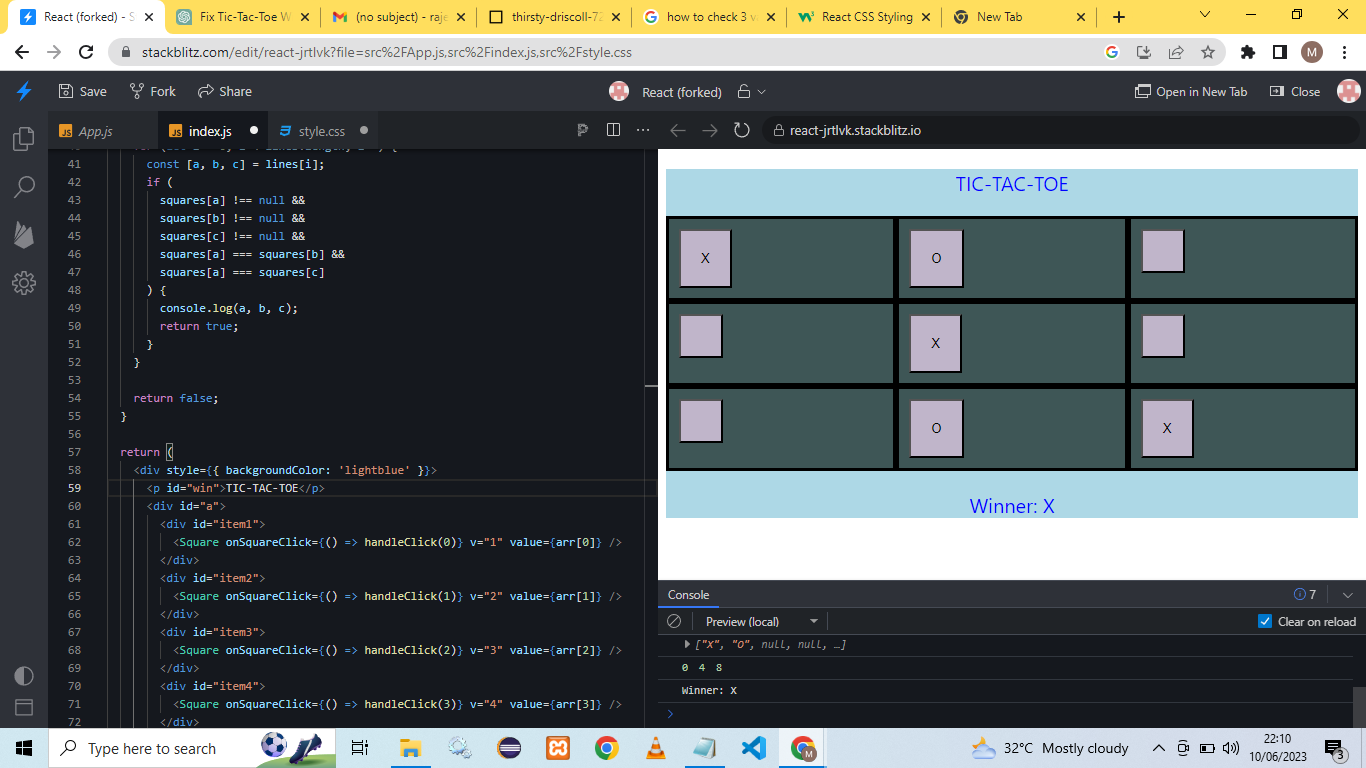 React (forked) - S
Fix Tic-Tac-Toe W
(no subject) - raje
thirsty-driscoll-72
how to check 3 v
React CSS Styling
New Tab
stackblitz.com/edit/react-jrtlvk?file=src%2FApp.js,src%2Findex.js,src%2Fstyle.css
M
Save
Fork
Share
React (forked)
Open in New Tab
Close
JS App.js
JS index.js
style.css
react-jrtlvk.stackblitz.io
41 const [a, b, c] = lines[i];
42 if (
43 squares[a] !== null &&
44 squares[b] !== null &&
45 squares[c] !== null &&
46 squares[a] === squares[b] &&
47 squares[a] === squares[c]
48 ) {
49 console.log(a, b, c);
50 return true;
51 }
52 }
53
54 return false;
55 }
56
57 return (
58 <div style={{ backgroundColor: 'lightblue' }}>
59 <p id="win">TIC-TAC-TOE</p>
60 <div id="a">
61 <div id="item1">
62 <Square onSquareClick={() => handleClick(0)} v="1" value={arr[0]} />
63 </div>
64 <div id="item2">
65 <Square onSquareClick={() => handleClick(1)} v="2" value={arr[1]} />
66 </div>
67 <div id="item3">
68 <Square onSquareClick={() => handleClick(2)} v="3" value={arr[2]} />
69 </div>
70 <div id="item4">
71 <Square onSquareClick={() => handleClick(3)} v="4" value={arr[3]} />
72 </div>
TIC-TAC-TOE
X
O
X
O
X
Winner: X
Console
7
Preview (local)
Clear on reload
["X", "O", null, null, …]
0 4 8
Winner: X
Type here to search
32°C Mostly cloudy
22:10
10/06/2023
3